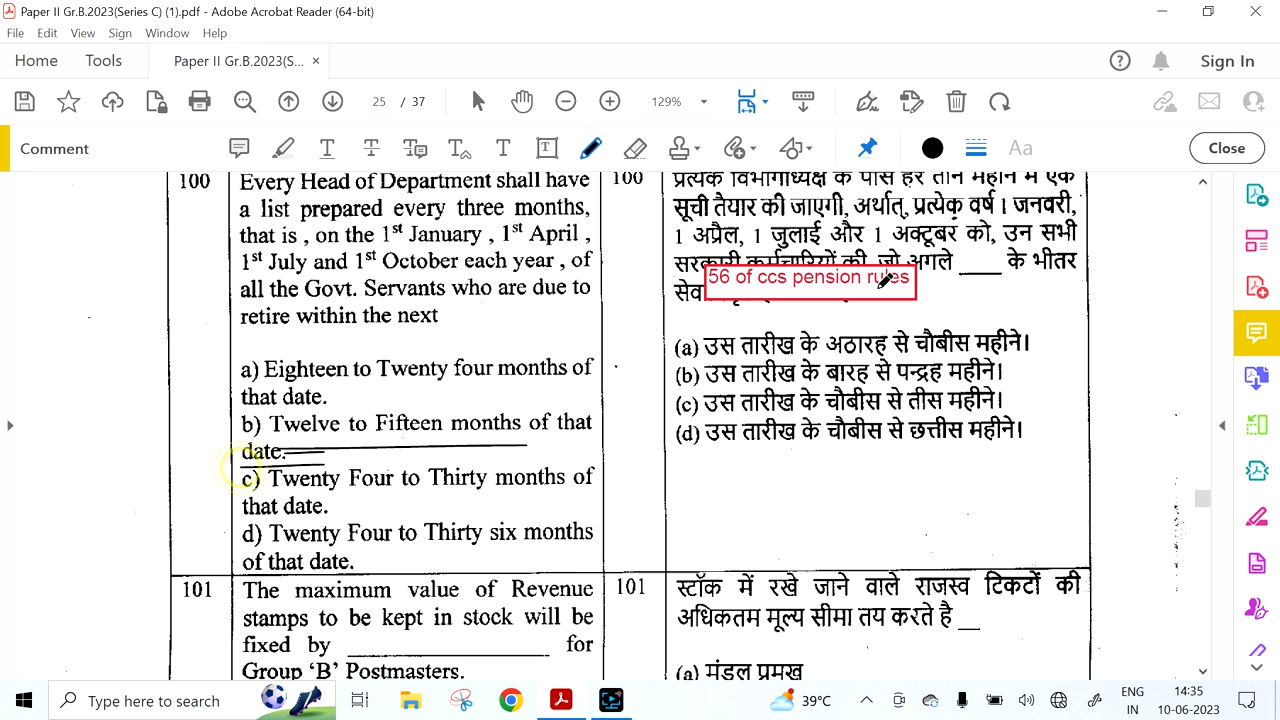 Paper II Gr.B.2023(Series C) (1).pdf - Adobe Acrobat Reader (64-bit)
File Edit View Sign Window Help
Home Tools Paper II Gr.B.2023(S... × Sign In
25 / 37 129%
Comment Close
100 Every Head of Department shall have
a list prepared every three months,
that is , on the 1st January , 1st April ,
1st July and 1st October each year , of
all the Govt. Servants who are due to
retire within the next
a) Eighteen to Twenty four months of
that date.
b) Twelve to Fifteen months of that
date.
c) Twenty Four to Thirty months of
that date.
d) Twenty Four to Thirty six months
of that date.
100 प्रत्येक विभागाध्यक्ष के पास हर तीन महीने में एक
सूची तैयार की जाएगी, अर्थात्, प्रत्येक वर्ष । जनवरी,
1 अप्रैल, 1 जुलाई और 1 अक्टूबर को, उन सभी
सरकारी कर्मचारियों की, जो अगले ____ के भीतर
56 of ccs pension rules
(a) उस तारीख के अठारह से चौबीस महीने।
(b) उस तारीख के बारह से पन्द्रह महीने।
(c) उस तारीख के चौबीस से तीस महीने।
(d) उस तारीख के चौबीस से छत्तीस महीने।
101 The maximum value of Revenue
stamps to be kept in stock will be
fixed by ____ for
Group ‘B’ Postmasters.
101 स्टॉक में रखे जाने वाले राजस्व टिकटों की
अधिकतम मूल्य सीमा तय करते है __
(a) मंडल प्रमुख
Type here to search 39°C ENG 14:35
IN 10-06-2023